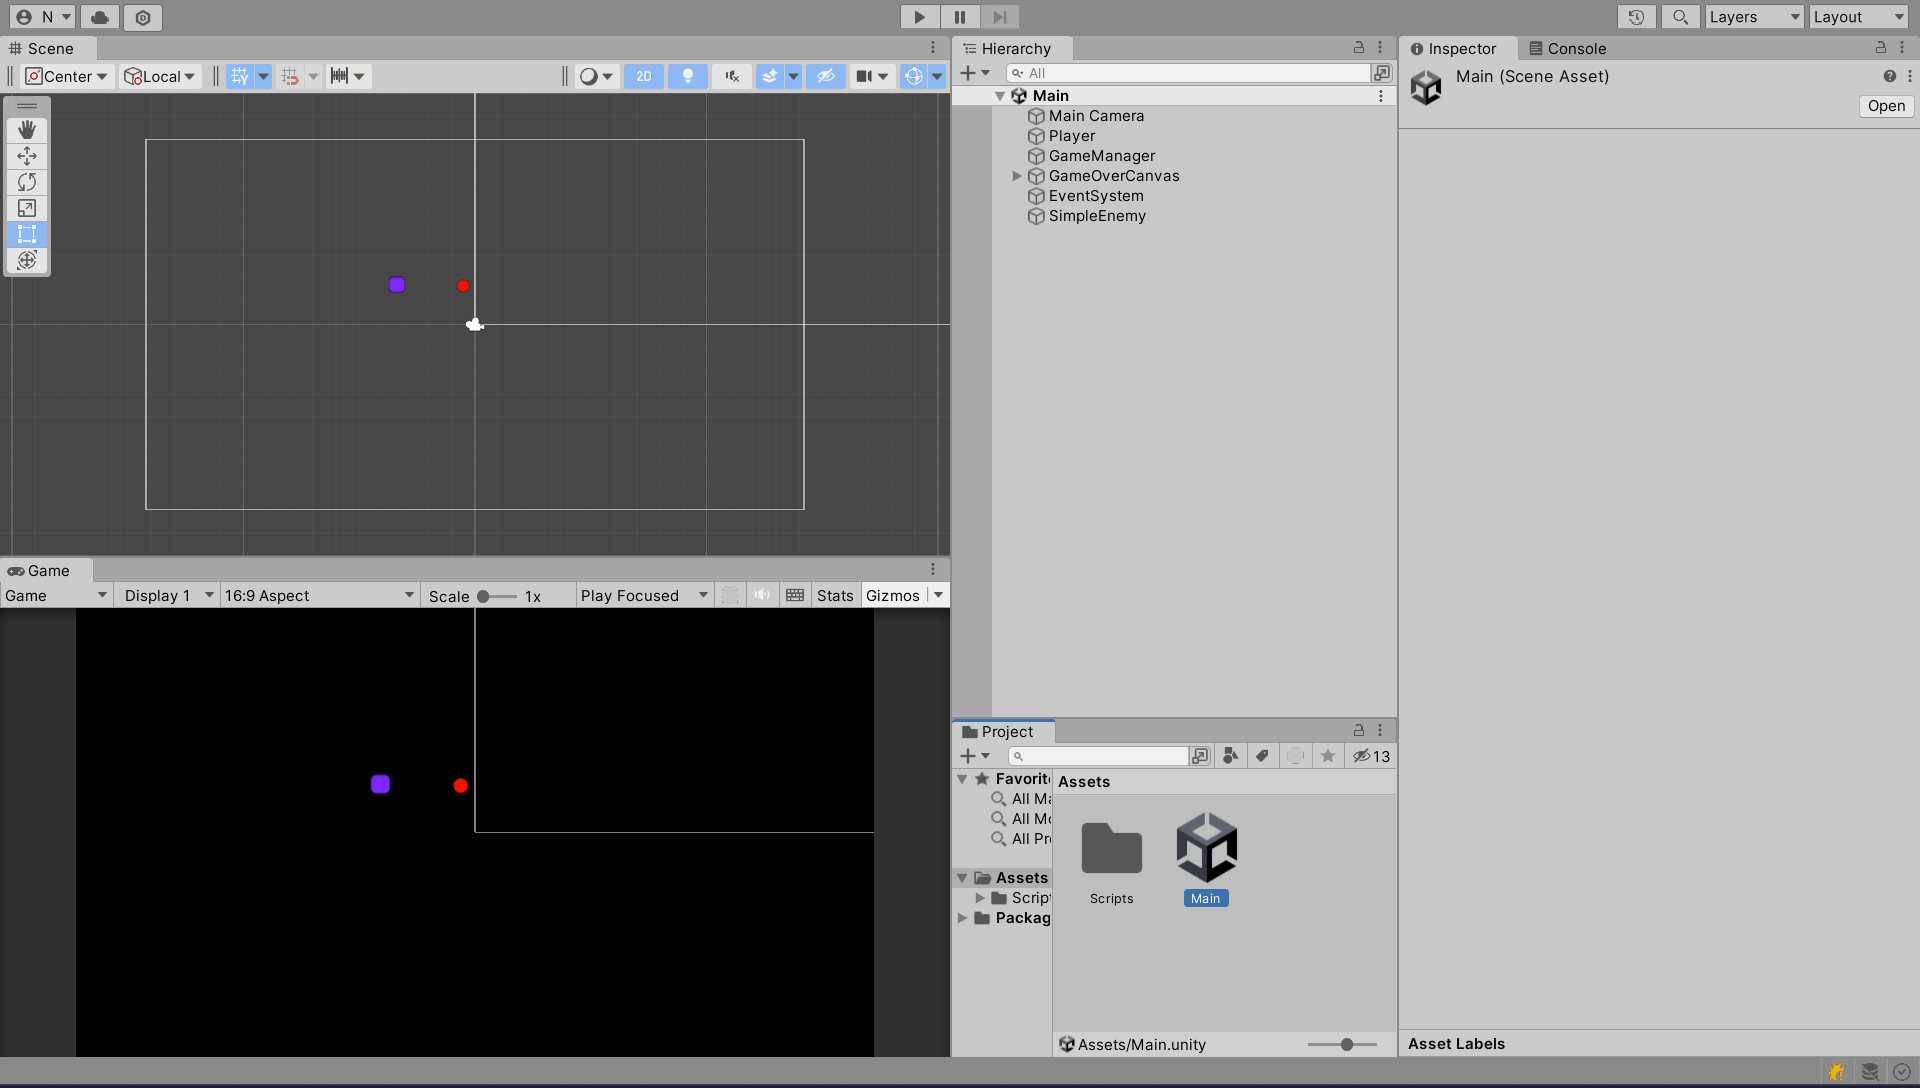 N
Layers
Layout
Scene
Center
Local
2D
Hierarchy
All
Main
Main Camera
Player
GameManager
GameOverCanvas
EventSystem
SimpleEnemy
Inspector
Console
Main (Scene Asset)
Open
Game
Game
Display 1
16:9 Aspect
Scale
1x
Play Focused
Stats
Gizmos
Project
13
Favorit
All Ma
All Mo
All Pr
Assets
Script
Packag
Assets
Scripts
Main
Assets/Main.unity
Asset Labels